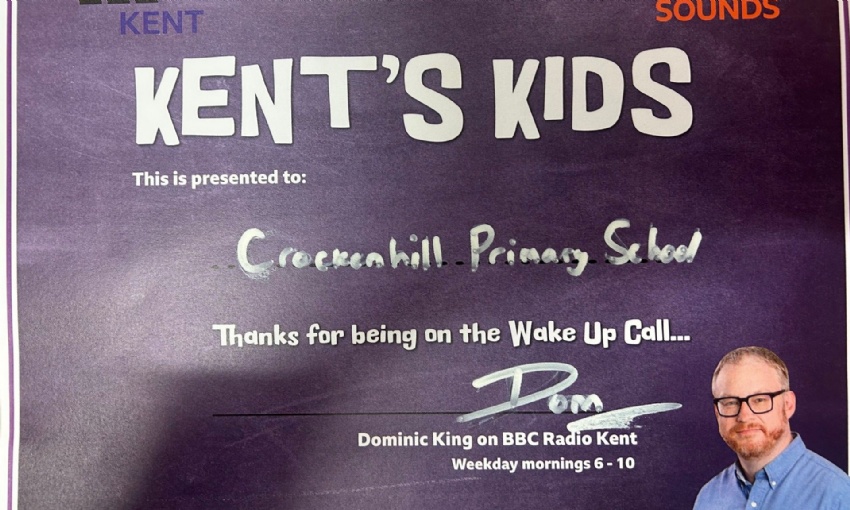 KENT
SOUNDS
KENT'S KIDS
This is presented to:
Crockenhill Primary School
Thanks for being on the Wake Up Call...
Dom
Dominic King on BBC Radio Kent
Weekday mornings 6 - 10